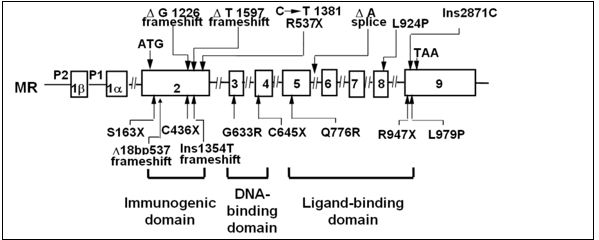 Δ G 1226
frameshift
Δ T 1597
frameshift
C→T 1381
R537X
Δ A
splice
L924P
Ins2871C
ATG
TAA
MR
P2
1β
P1
1α
2
3
4
5
6
7
8
9
S163X
C436X
G633R
C645X
Q776R
R947X
L979P
Δ18bp537
frameshift
Ins1354T
frameshift
Immunogenic
domain
DNA-
binding
domain
Ligand-binding
domain